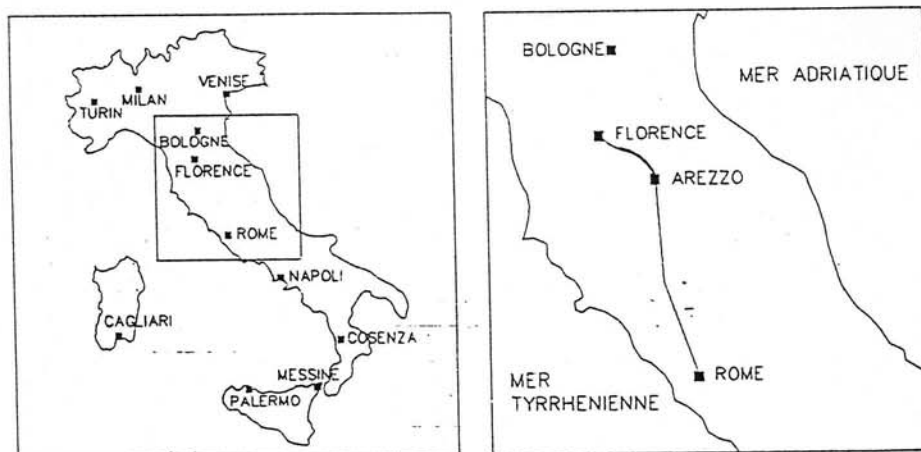 VENISE
MILAN
TURIN
BOLOGNE
FLORENCE
ROME
NAPOLI
CAGLIARI
COSENZA
MESSINE
PALERMO
BOLOGNE
MER ADRIATIQUE
FLORENCE
AREZZO
ROME
MER
TYRRHENIENNE